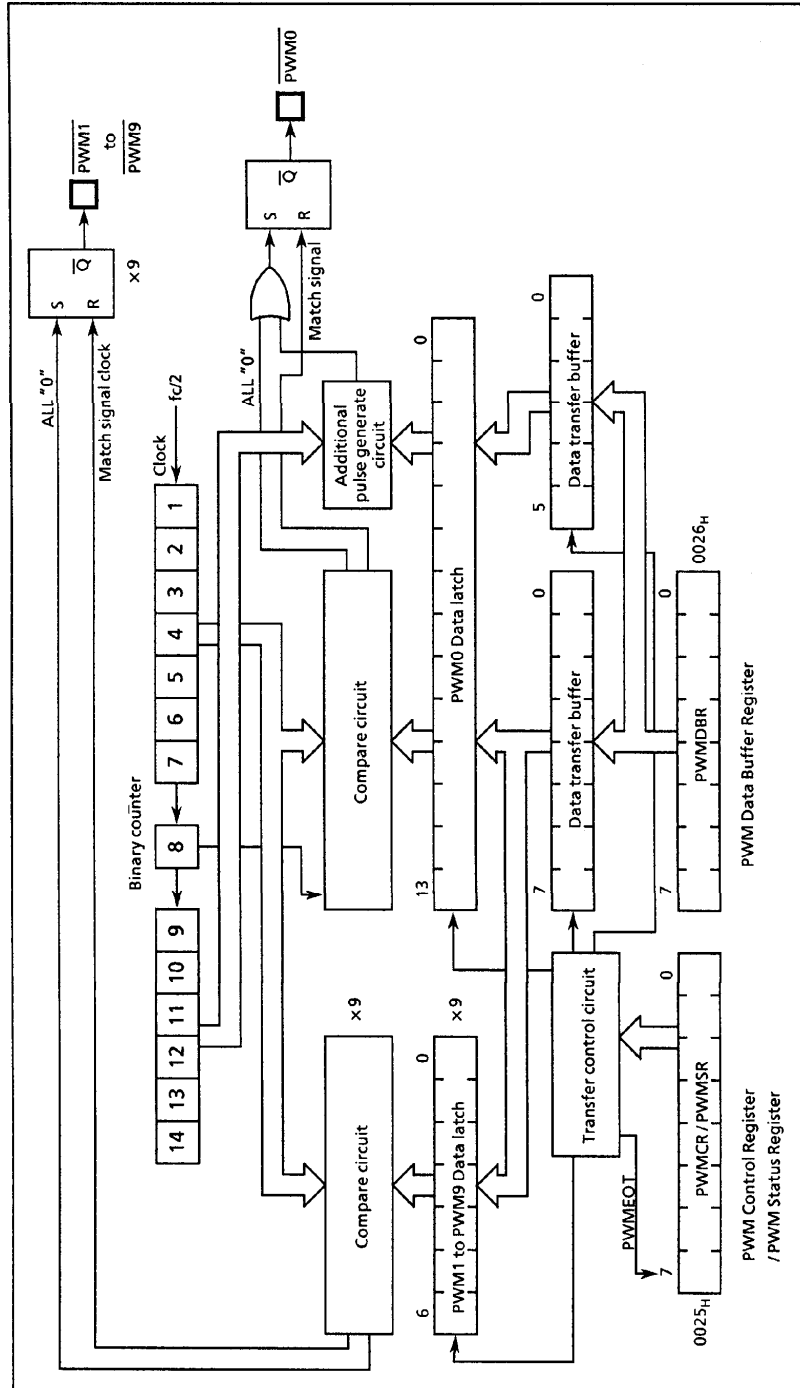 PWM1
to
PWM9
PWM0
S
R
Q
×9
S
R
Q
ALL "0"
Match signal clock
ALL "0"
Match signal
Binary counter
Clock
fc/2
14 13 12 11 10 9 8 7 6 5 4 3 2 1
Compare circuit
×9
Compare circuit
Additional
pulse generate
circuit
6
PWM1 to PWM9 Data latch
0
×9
13
PWM0 Data latch
0
Transfer control circuit
7
Data transfer buffer
0
5
Data transfer buffer
0
PWMEOT
0025H
7
PWMCR / PWMSR
0
7
PWMDBR
0
0026H
PWM Control Register
/ PWM Status Register
PWM Data Buffer Register